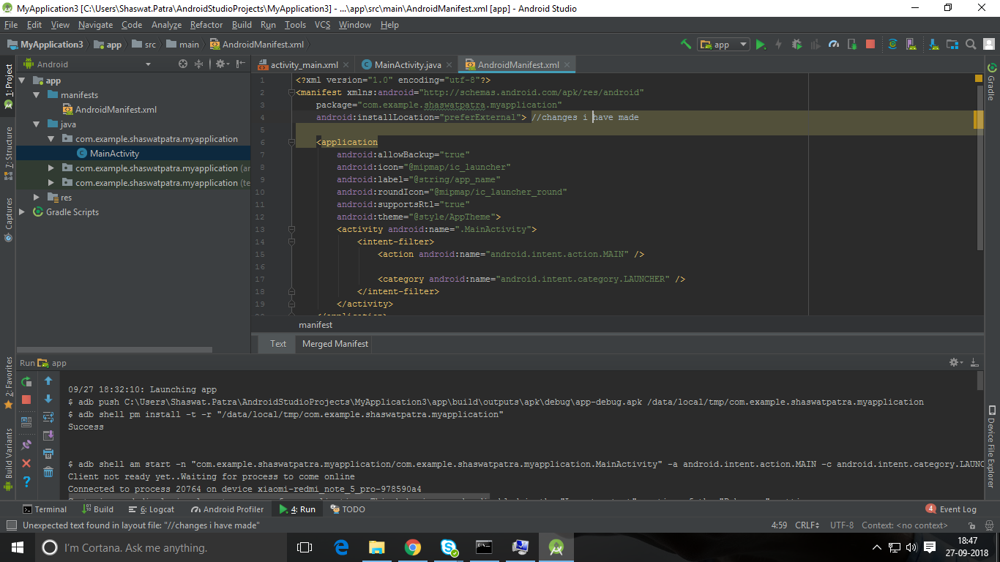 MyApplication3 [C:\Users\Shaswat.Patra\AndroidStudioProjects\MyApplication3] - ...\app\src\main\AndroidManifest.xml [app] - Android Studio
File Edit View Navigate Code Analyze Refactor Build Run Tools VCS Window Help
MyApplication3 app src main AndroidManifest.xml app
Android
activity_main.xml MainActivity.java AndroidManifest.xml
1: Project
7: Structure
Captures
2: Favorites
Build Variants
app
manifests
AndroidManifest.xml
java
com.example.shaswatpatra.myapplication
MainActivity
com.example.shaswatpatra.myapplication (ar
com.example.shaswatpatra.myapplication (te
res
Gradle Scripts
1 <?xml version="1.0" encoding="utf-8"?>
2 <manifest xmlns:android="http://schemas.android.com/apk/res/android"
3 package="com.example.shaswatpatra.myapplication"
4 android:installLocation="preferExternal"> //changes i have made
5
6 <application
7 android:allowBackup="true"
8 android:icon="@mipmap/ic_launcher"
9 android:label="@string/app_name"
10 android:roundIcon="@mipmap/ic_launcher_round"
11 android:supportsRtl="true"
12 android:theme="@style/AppTheme">
13 <activity android:name=".MainActivity">
14 <intent-filter>
15 <action android:name="android.intent.action.MAIN" />
16
17 <category android:name="android.intent.category.LAUNCHER" />
18 </intent-filter>
19 </activity>
manifest
Text Merged Manifest
Gradle
Device File Explorer
Run app
09/27 18:32:10: Launching app
$ adb push C:\Users\Shaswat.Patra\AndroidStudioProjects\MyApplication3\app\build\outputs\apk\debug\app-debug.apk /data/local/tmp/com.example.shaswatpatra.myapplication
$ adb shell pm install -t -r "/data/local/tmp/com.example.shaswatpatra.myapplication"
Success
$ adb shell am start -n "com.example.shaswatpatra.myapplication/com.example.shaswatpatra.myapplication.MainActivity" -a android.intent.action.MAIN -c android.intent.category.LAUNC
Client not ready yet..Waiting for process to come online
Connected to process 20764 on device xiaomi-redmi_note_5_pro-978590a4
Terminal Build 6: Logcat Android Profiler 4: Run TODO 4 Event Log
Unexpected text found in layout file: "//changes i have made" 4:59 CRLF UTF-8 Context: <no context>
I'm Cortana. Ask me anything.
18:47
27-09-2018